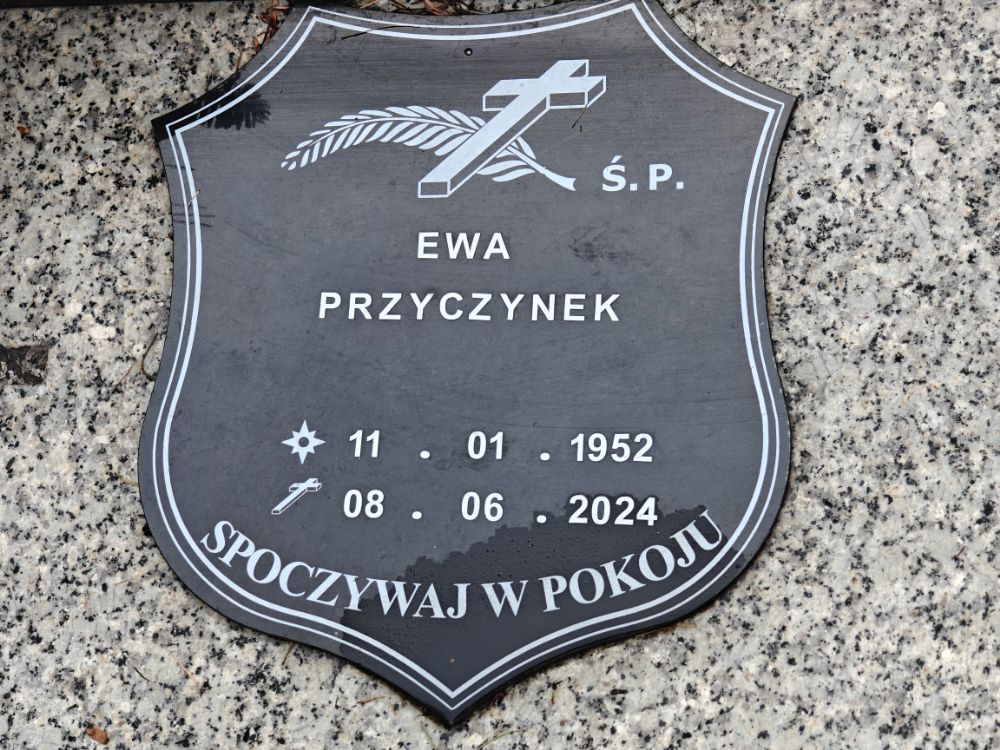 Ś.P.
EWA
PRZYCZYNEK
11 . 01 . 1952
08 . 06 . 2024
SPOCZYWAJ W POKOJU